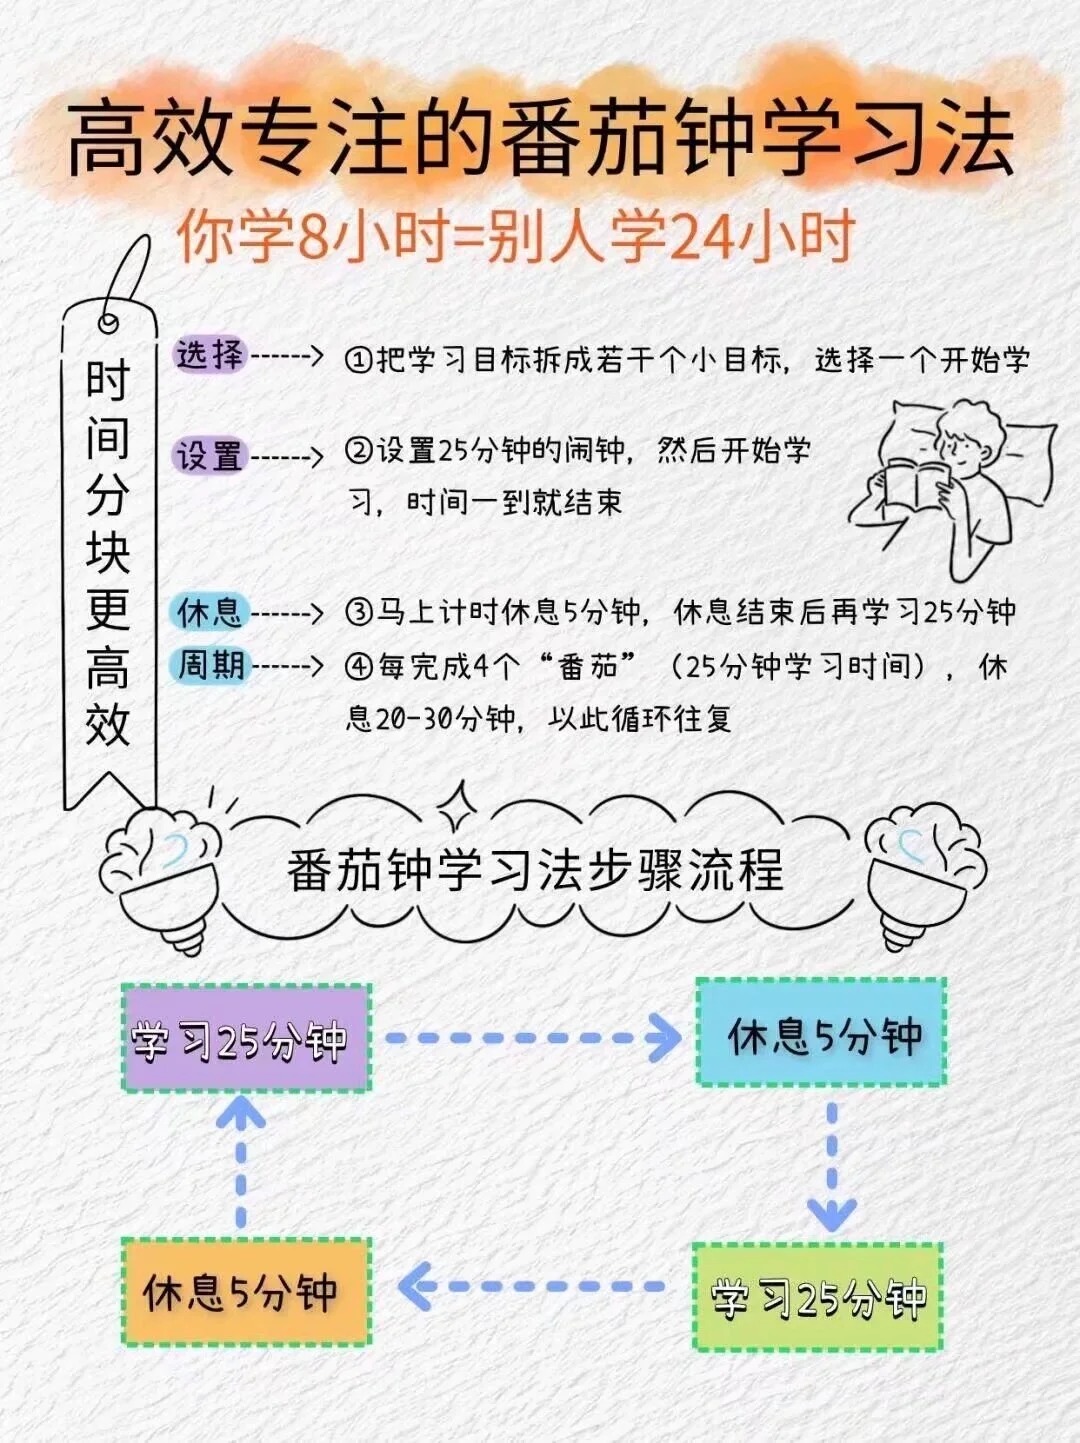 高效专注的番茄钟学习法
你学8小时=别人学24小时
时间分块更高效
选择
①把学习目标拆成若干个小目标，选择一个开始学
设置
②设置25分钟的闹钟，然后开始学
习，时间一到就结束
休息
③马上计时休息5分钟，休息结束后再学习25分钟
周期
④每完成4个“番茄”（25分钟学习时间），休
息20-30分钟，以此循环往复
番茄钟学习法步骤流程
学习25分钟
休息5分钟
休息5分钟
学习25分钟